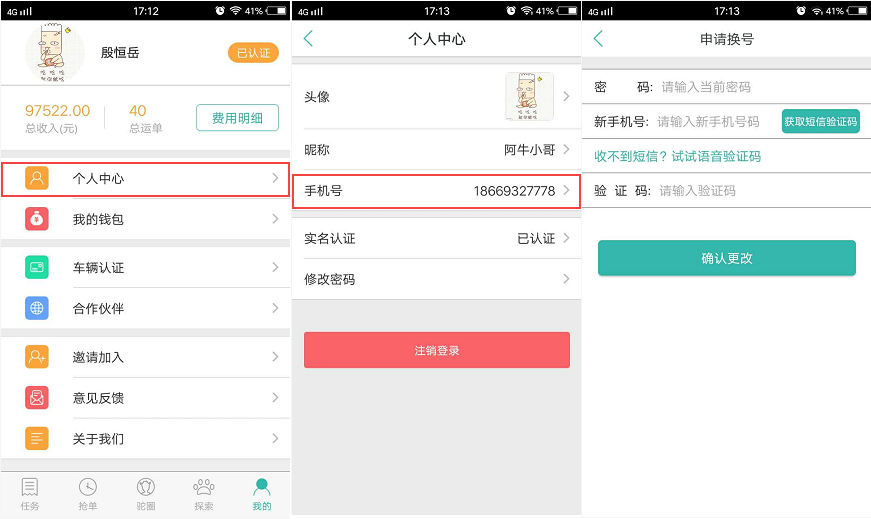 4G 17:12 41%
殷恒岳
已认证
97522.00 40
总收入(元) 总运单
费用明细
个人中心
我的钱包
车辆认证
合作伙伴
邀请加入
意见反馈
关于我们
任务 抢单 驼圈 探索 我的
4G 17:13 41%
个人中心
头像
昵称 阿牛小哥
手机号 18669327778
实名认证 已认证
修改密码
注销登录
4G 17:13 41%
申请换号
密 码: 请输入当前密码
新手机号: 请输入新手机号码 获取短信验证码
收不到短信? 试试语音验证码
验 证 码: 请输入验证码
确认更改